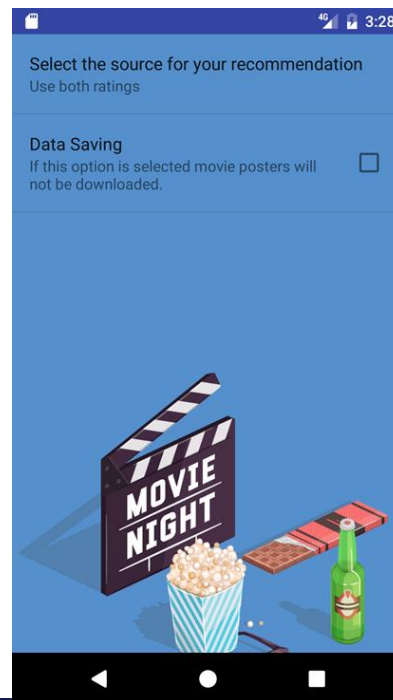 4G 3:28
Select the source for your recommendation
Use both ratings
Data Saving
If this option is selected movie posters will
not be downloaded.
MOVIE
NIGHT